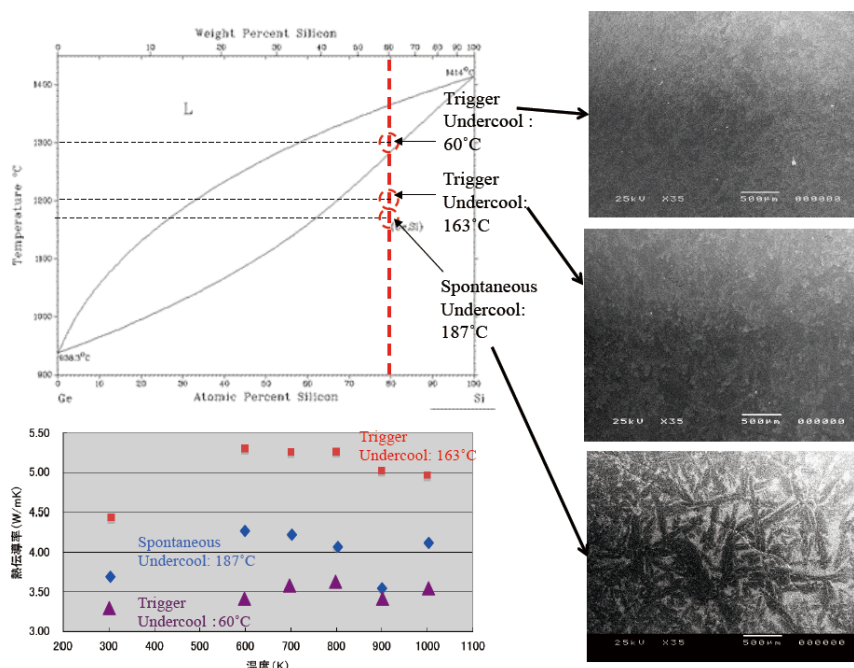 Weight Percent Silicon
0 10 20 30 40 50 60 70 80 90 100
1414°C
L
Temperature °C
1400
1300
1200
1100
1000
900
938.3°C
(Ge,Si)
0 10 20 30 40 50 60 70 80 90 100
Ge
Atomic Percent Silicon
Si
Trigger
Undercool :
60°C
Trigger
Undercool:
163°C
Spontaneous
Undercool:
187°C
25kV X35 500μm 000000
25kV X35 500μm 000000
25kV X35 500μm 000000
熱伝導率(W/mK)
5.50
5.00
4.50
4.00
3.50
3.00
Trigger
Undercool: 163°C
Spontaneous
Undercool: 187°C
Trigger
Undercool :60°C
200 300 400 500 600 700 800 900 1000 1100
温度(K)